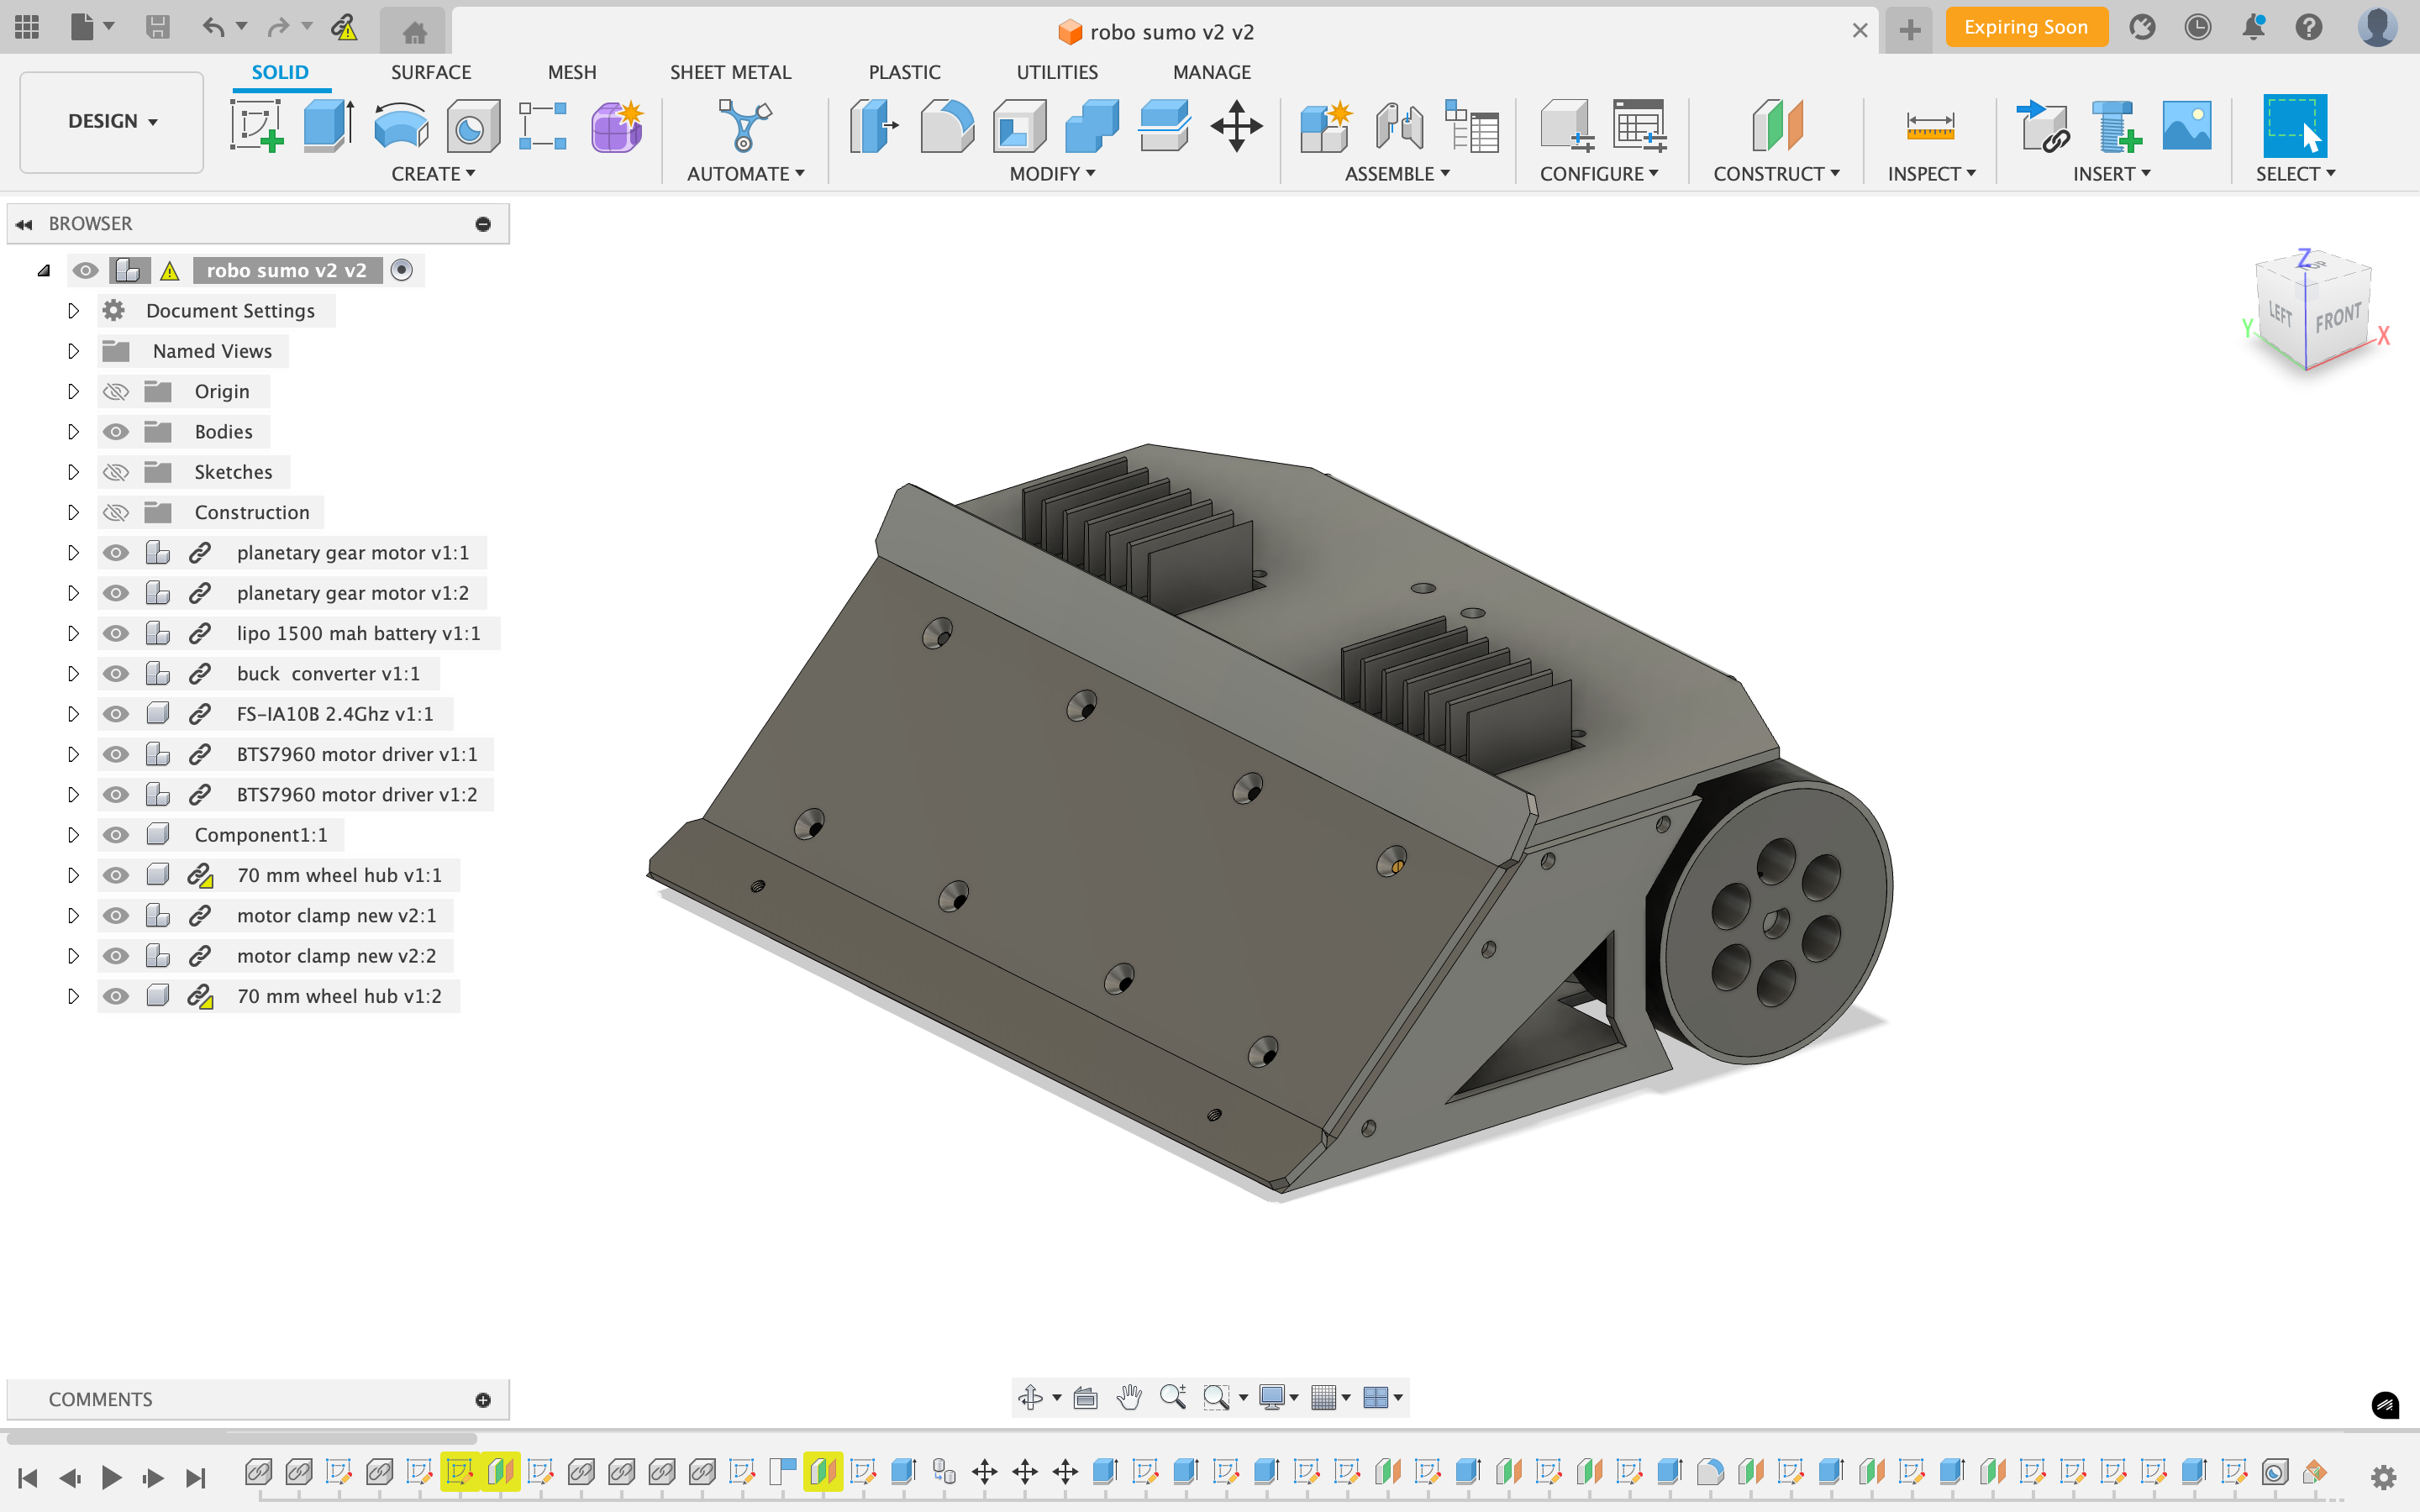 robo sumo v2 v2
Expiring Soon
DESIGN
SOLID
SURFACE
MESH
SHEET METAL
PLASTIC
UTILITIES
MANAGE
CREATE
AUTOMATE
MODIFY
ASSEMBLE
CONFIGURE
CONSTRUCT
INSPECT
INSERT
SELECT
BROWSER
robo sumo v2 v2
Document Settings
Named Views
Origin
Bodies
Sketches
Construction
planetary gear motor v1:1
planetary gear motor v1:2
lipo 1500 mah battery v1:1
buck  converter v1:1
FS-IA10B 2.4Ghz v1:1
BTS7960 motor driver v1:1
BTS7960 motor driver v1:2
Component1:1
70 mm wheel hub v1:1
motor clamp new v2:1
motor clamp new v2:2
70 mm wheel hub v1:2
Z
TOP
LEFT
FRONT
Y
X
COMMENTS